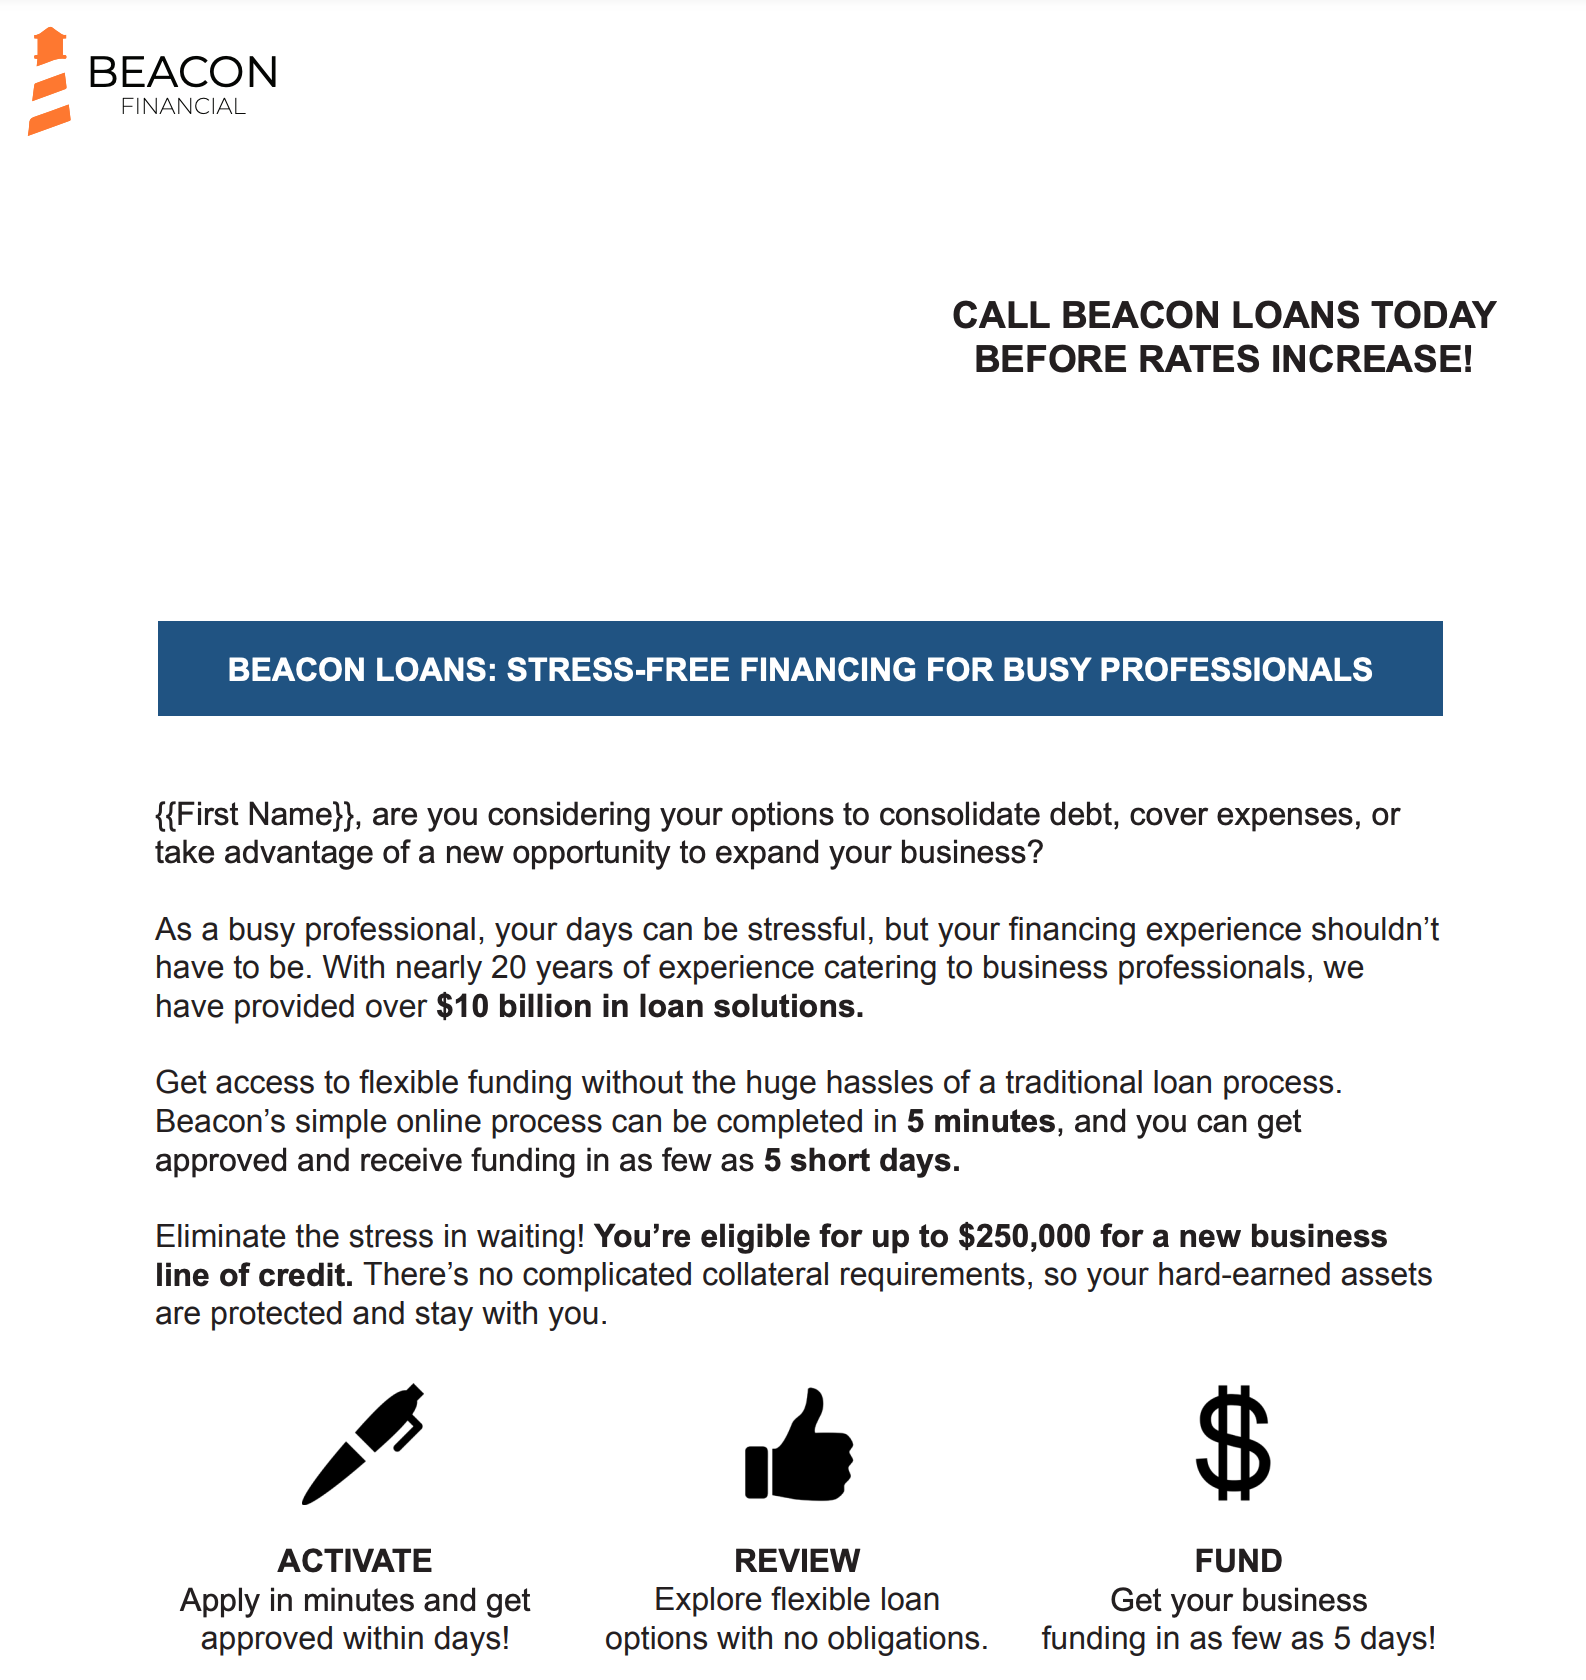 BEACON
FINANCIAL
CALL BEACON LOANS TODAY
BEFORE RATES INCREASE!
BEACON LOANS: STRESS-FREE FINANCING FOR BUSY PROFESSIONALS
{{First Name}}, are you considering your options to consolidate debt, cover expenses, or
take advantage of a new opportunity to expand your business?
As a busy professional, your days can be stressful, but your financing experience shouldn’t
have to be. With nearly 20 years of experience catering to business professionals, we
have provided over $10 billion in loan solutions.
Get access to flexible funding without the huge hassles of a traditional loan process.
Beacon’s simple online process can be completed in 5 minutes, and you can get
approved and receive funding in as few as 5 short days.
Eliminate the stress in waiting! You’re eligible for up to $250,000 for a new business
line of credit. There’s no complicated collateral requirements, so your hard-earned assets
are protected and stay with you.
ACTIVATE
Apply in minutes and get
approved within days!
REVIEW
Explore flexible loan
options with no obligations.
FUND
Get your business
funding in as few as 5 days!